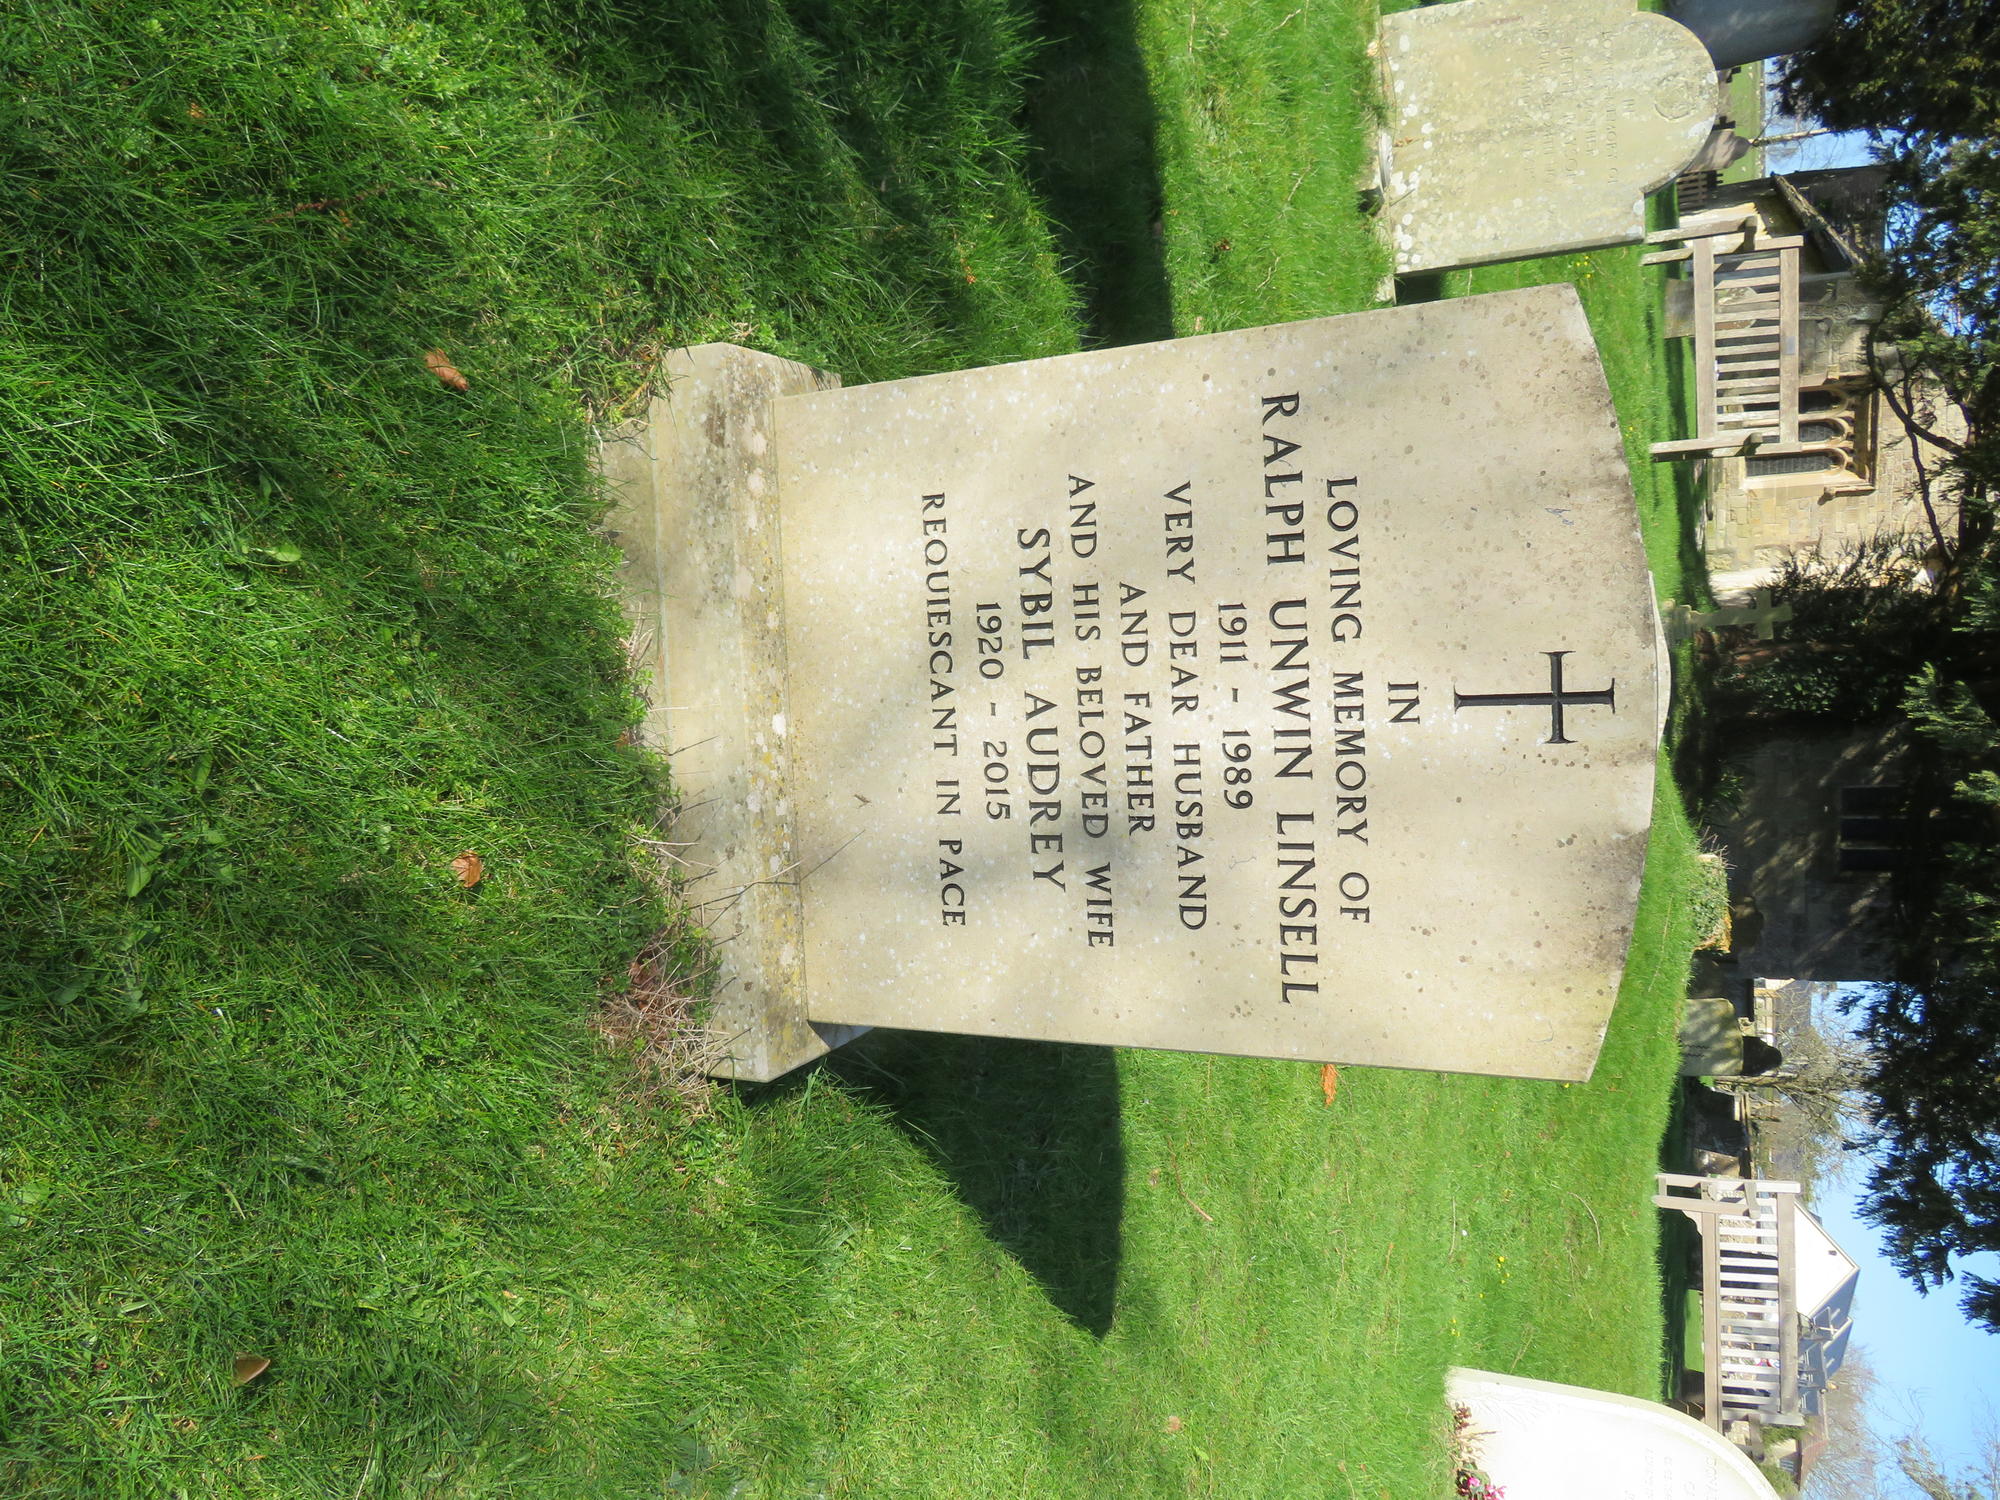 IN
LOVING MEMORY OF
RALPH UNWIN LINSELL
1911 - 1989
VERY DEAR HUSBAND
AND FATHER
AND HIS BELOVED WIFE
SYBIL AUDREY
1920 - 2015
REQUIESCANT IN PACE
IN